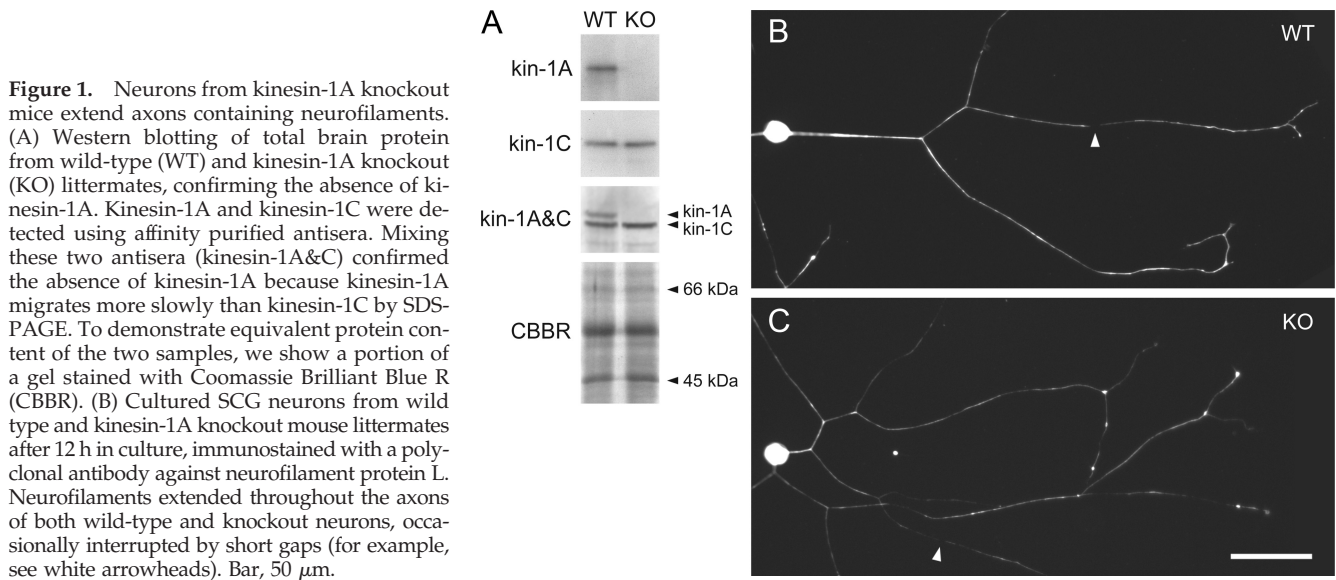 Figure 1. Neurons from kinesin-1A knockout
mice extend axons containing neurofilaments.
(A) Western blotting of total brain protein
from wild-type (WT) and kinesin-1A knockout
(KO) littermates, confirming the absence of ki-
nesin-1A. Kinesin-1A and kinesin-1C were de-
tected using affinity purified antisera. Mixing
these two antisera (kinesin-1A&C) confirmed
the absence of kinesin-1A because kinesin-1A
migrates more slowly than kinesin-1C by SDS-
PAGE. To demonstrate equivalent protein con-
tent of the two samples, we show a portion of
a gel stained with Coomassie Brilliant Blue R
(CBBR). (B) Cultured SCG neurons from wild
type and kinesin-1A knockout mouse littermates
after 12 h in culture, immunostained with a poly-
clonal antibody against neurofilament protein L.
Neurofilaments extended throughout the axons
of both wild-type and knockout neurons, occa-
sionally interrupted by short gaps (for example,
see white arrowheads). Bar, 50 μm.
A
WT KO
kin-1A
kin-1C
kin-1A&C
kin-1A
kin-1C
66 kDa
CBBR
45 kDa
B
WT
C
KO